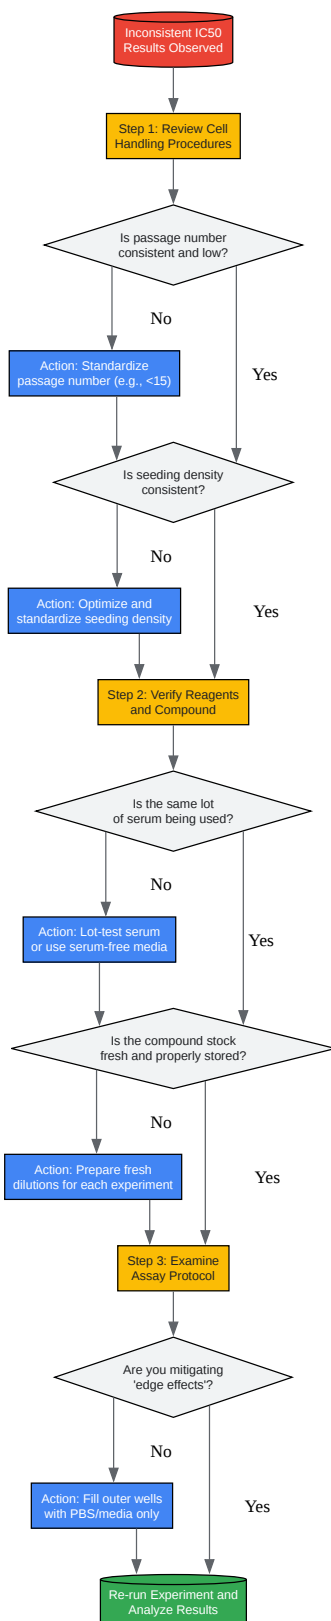 Inconsistent IC50
Results Observed
Step 1: Review Cell
Handling Procedures
Is passage number
consistent and low?
No
Yes
Action: Standardize
passage number (e.g., <15)
Is seeding density
consistent?
No
Yes
Action: Optimize and
standardize seeding density
Step 2: Verify Reagents
and Compound
Is the same lot
of serum being used?
No
Yes
Action: Lot-test serum
or use serum-free media
Is the compound stock
fresh and properly stored?
No
Yes
Action: Prepare fresh
dilutions for each experiment
Step 3: Examine
Assay Protocol
Are you mitigating
'edge effects'?
No
Yes
Action: Fill outer wells
with PBS/media only
Re-run Experiment and
Analyze Results